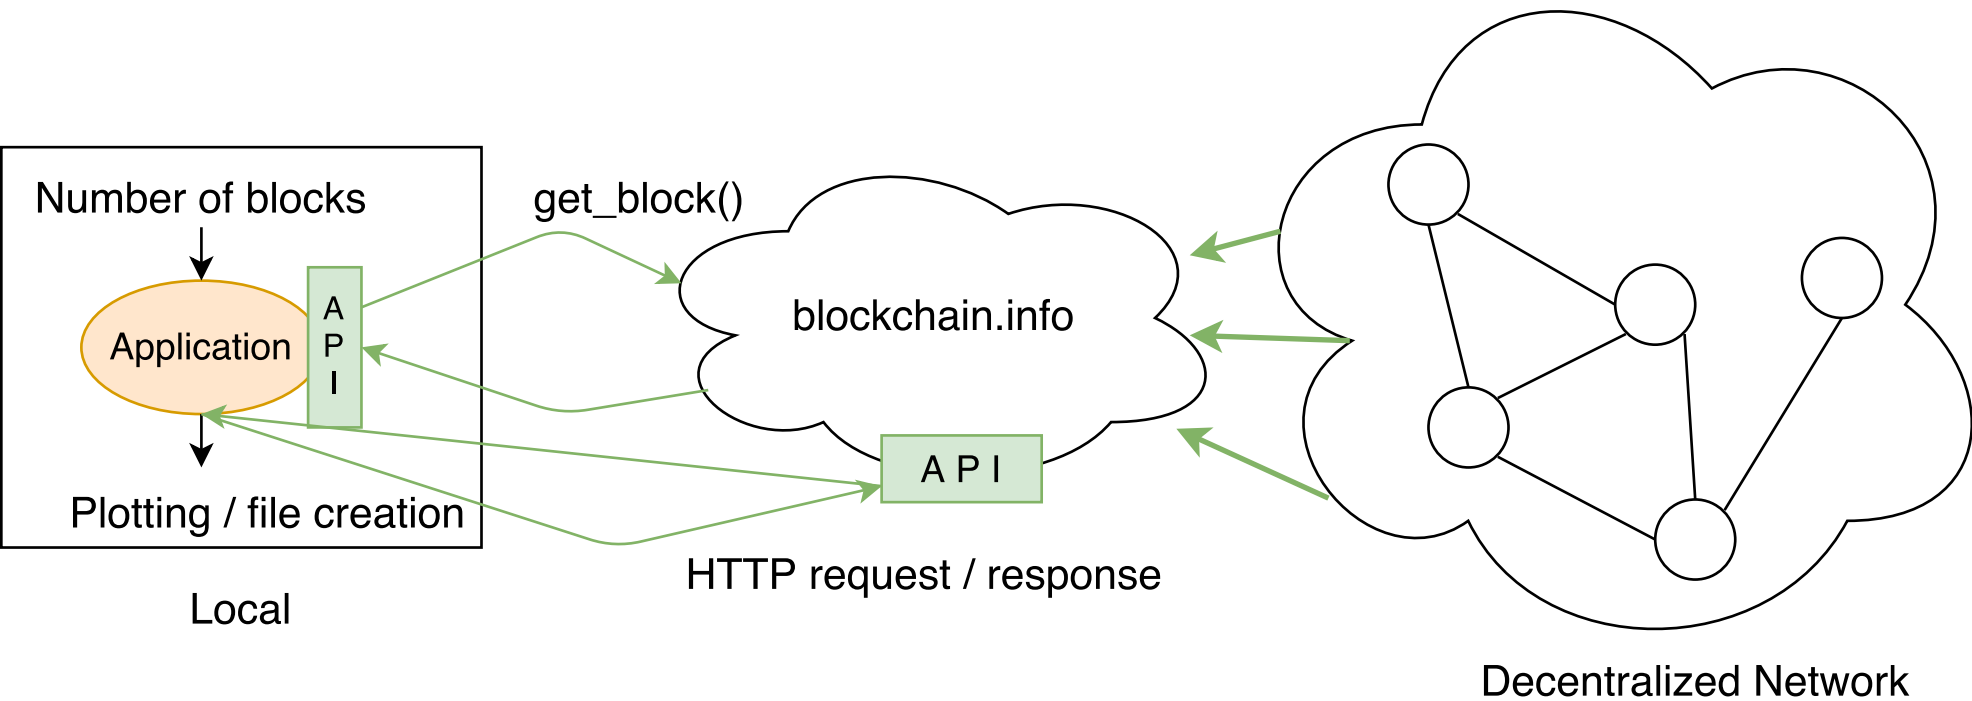 Number of blocks
Application
A
P
I
Plotting / file creation
Local
get_block()
blockchain.info
A P I
HTTP request / response
Decentralized Network